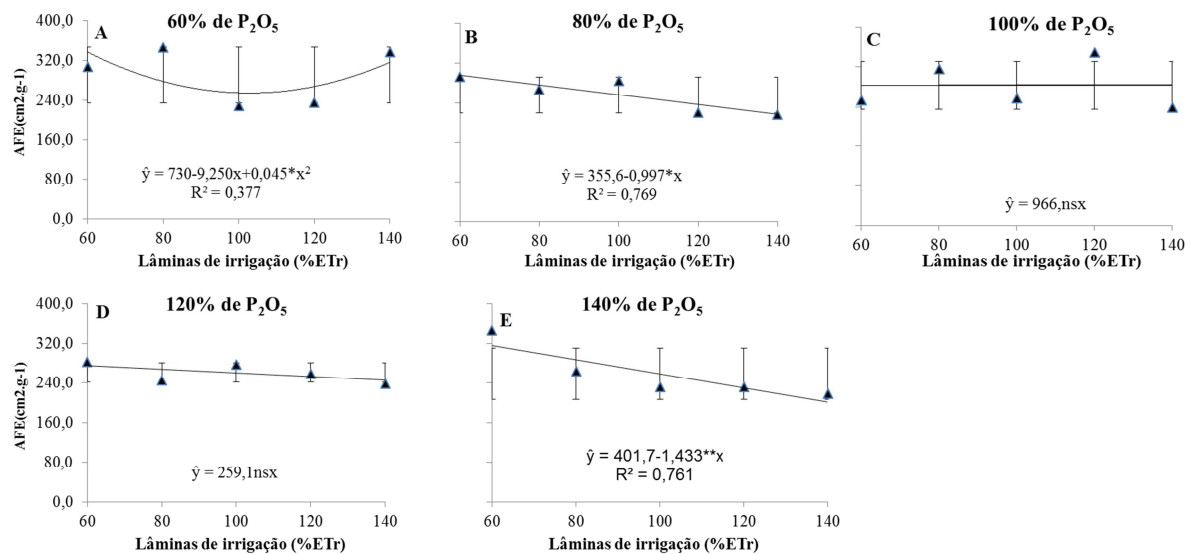 A
60% de P₂O₅
400,0
320,0
240,0
160,0
80,0
0,0
AFE(cm2.g-1)
ŷ = 730-9,250x+0,045*x²
R² = 0,377
60 80 100 120 140
Lâminas de irrigação (%ETr)
B
80% de P₂O₅
ŷ = 355,6-0,997*x
R² = 0,769
60 80 100 120 140
Lâminas de irrigação (%ETr)
C
100% de P₂O₅
ŷ = 966,nsx
60 80 100 120 140
Lâminas de irrigação (%ETr)
D
120% de P₂O₅
400,0
320,0
240,0
160,0
80,0
0,0
AFE(cm2.g-1)
ŷ = 259,1nsx
60 80 100 120 140
Lâminas de irrigação (%ETr)
E
140% de P₂O₅
ŷ = 401,7-1,433**x
R² = 0,761
60 80 100 120 140
Lâminas de irrigação (%ETr)